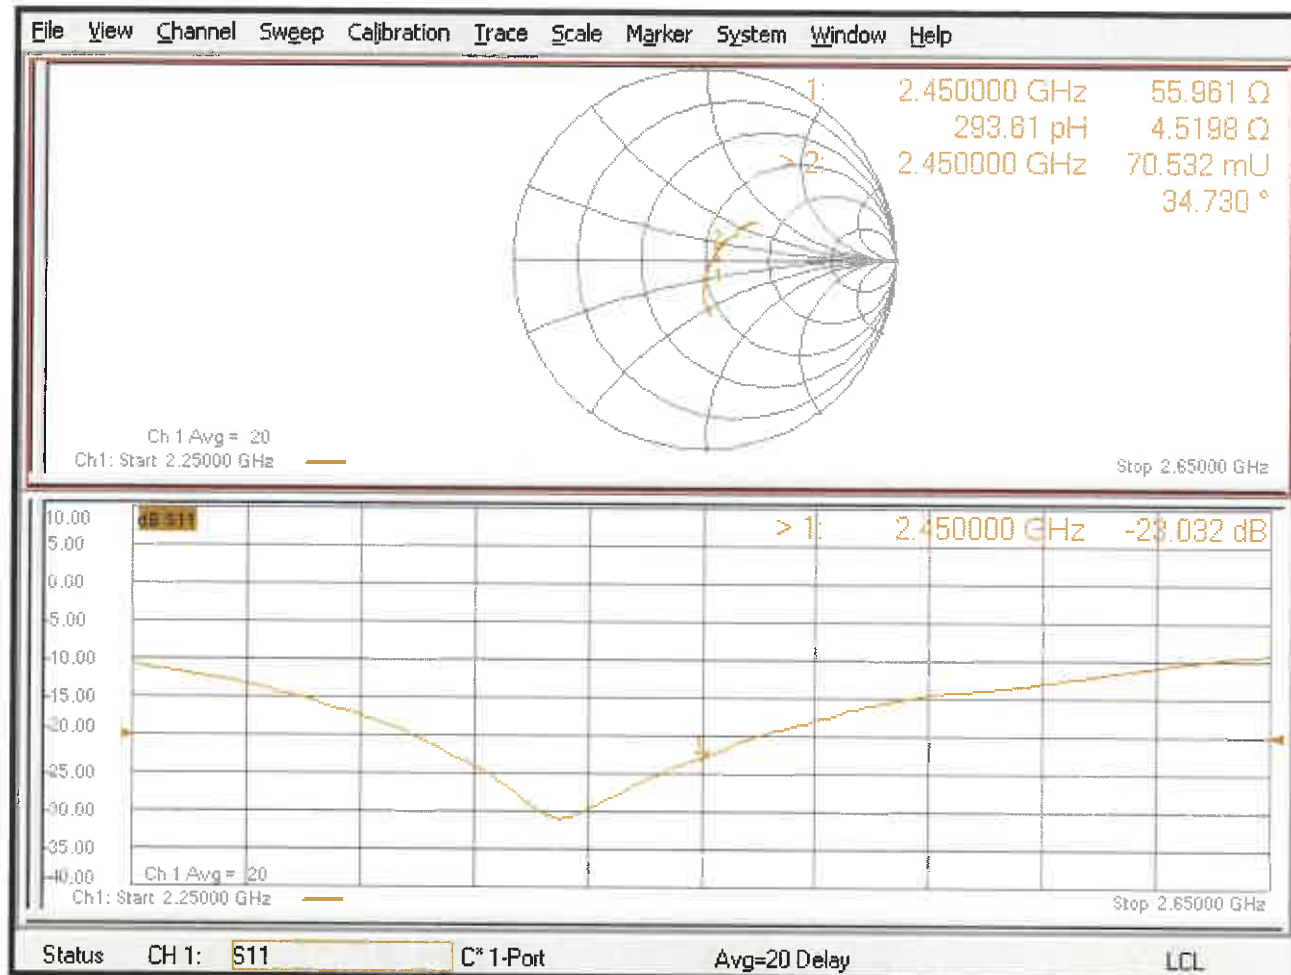 File View Channel Sweep Calibration Trace Scale Marker System Window Help
1: 2.450000 GHz 55.961 Ω
293.61 pH 4.5198 Ω
> 2: 2.450000 GHz 70.532 mU
34.730 °
2
1
Ch 1 Avg = 20
Ch1: Start 2.25000 GHz
Stop 2.65000 GHz
10.00
dB S11
> 1: 2.450000 GHz -23.032 dB
5.00
0.00
-5.00
-10.00
-15.00
-20.00
1
-25.00
-30.00
-35.00
-40.00
Ch 1 Avg = 20
Ch1: Start 2.25000 GHz
Stop 2.65000 GHz
Status CH 1: S11 C* 1-Port Avg=20 Delay LCL